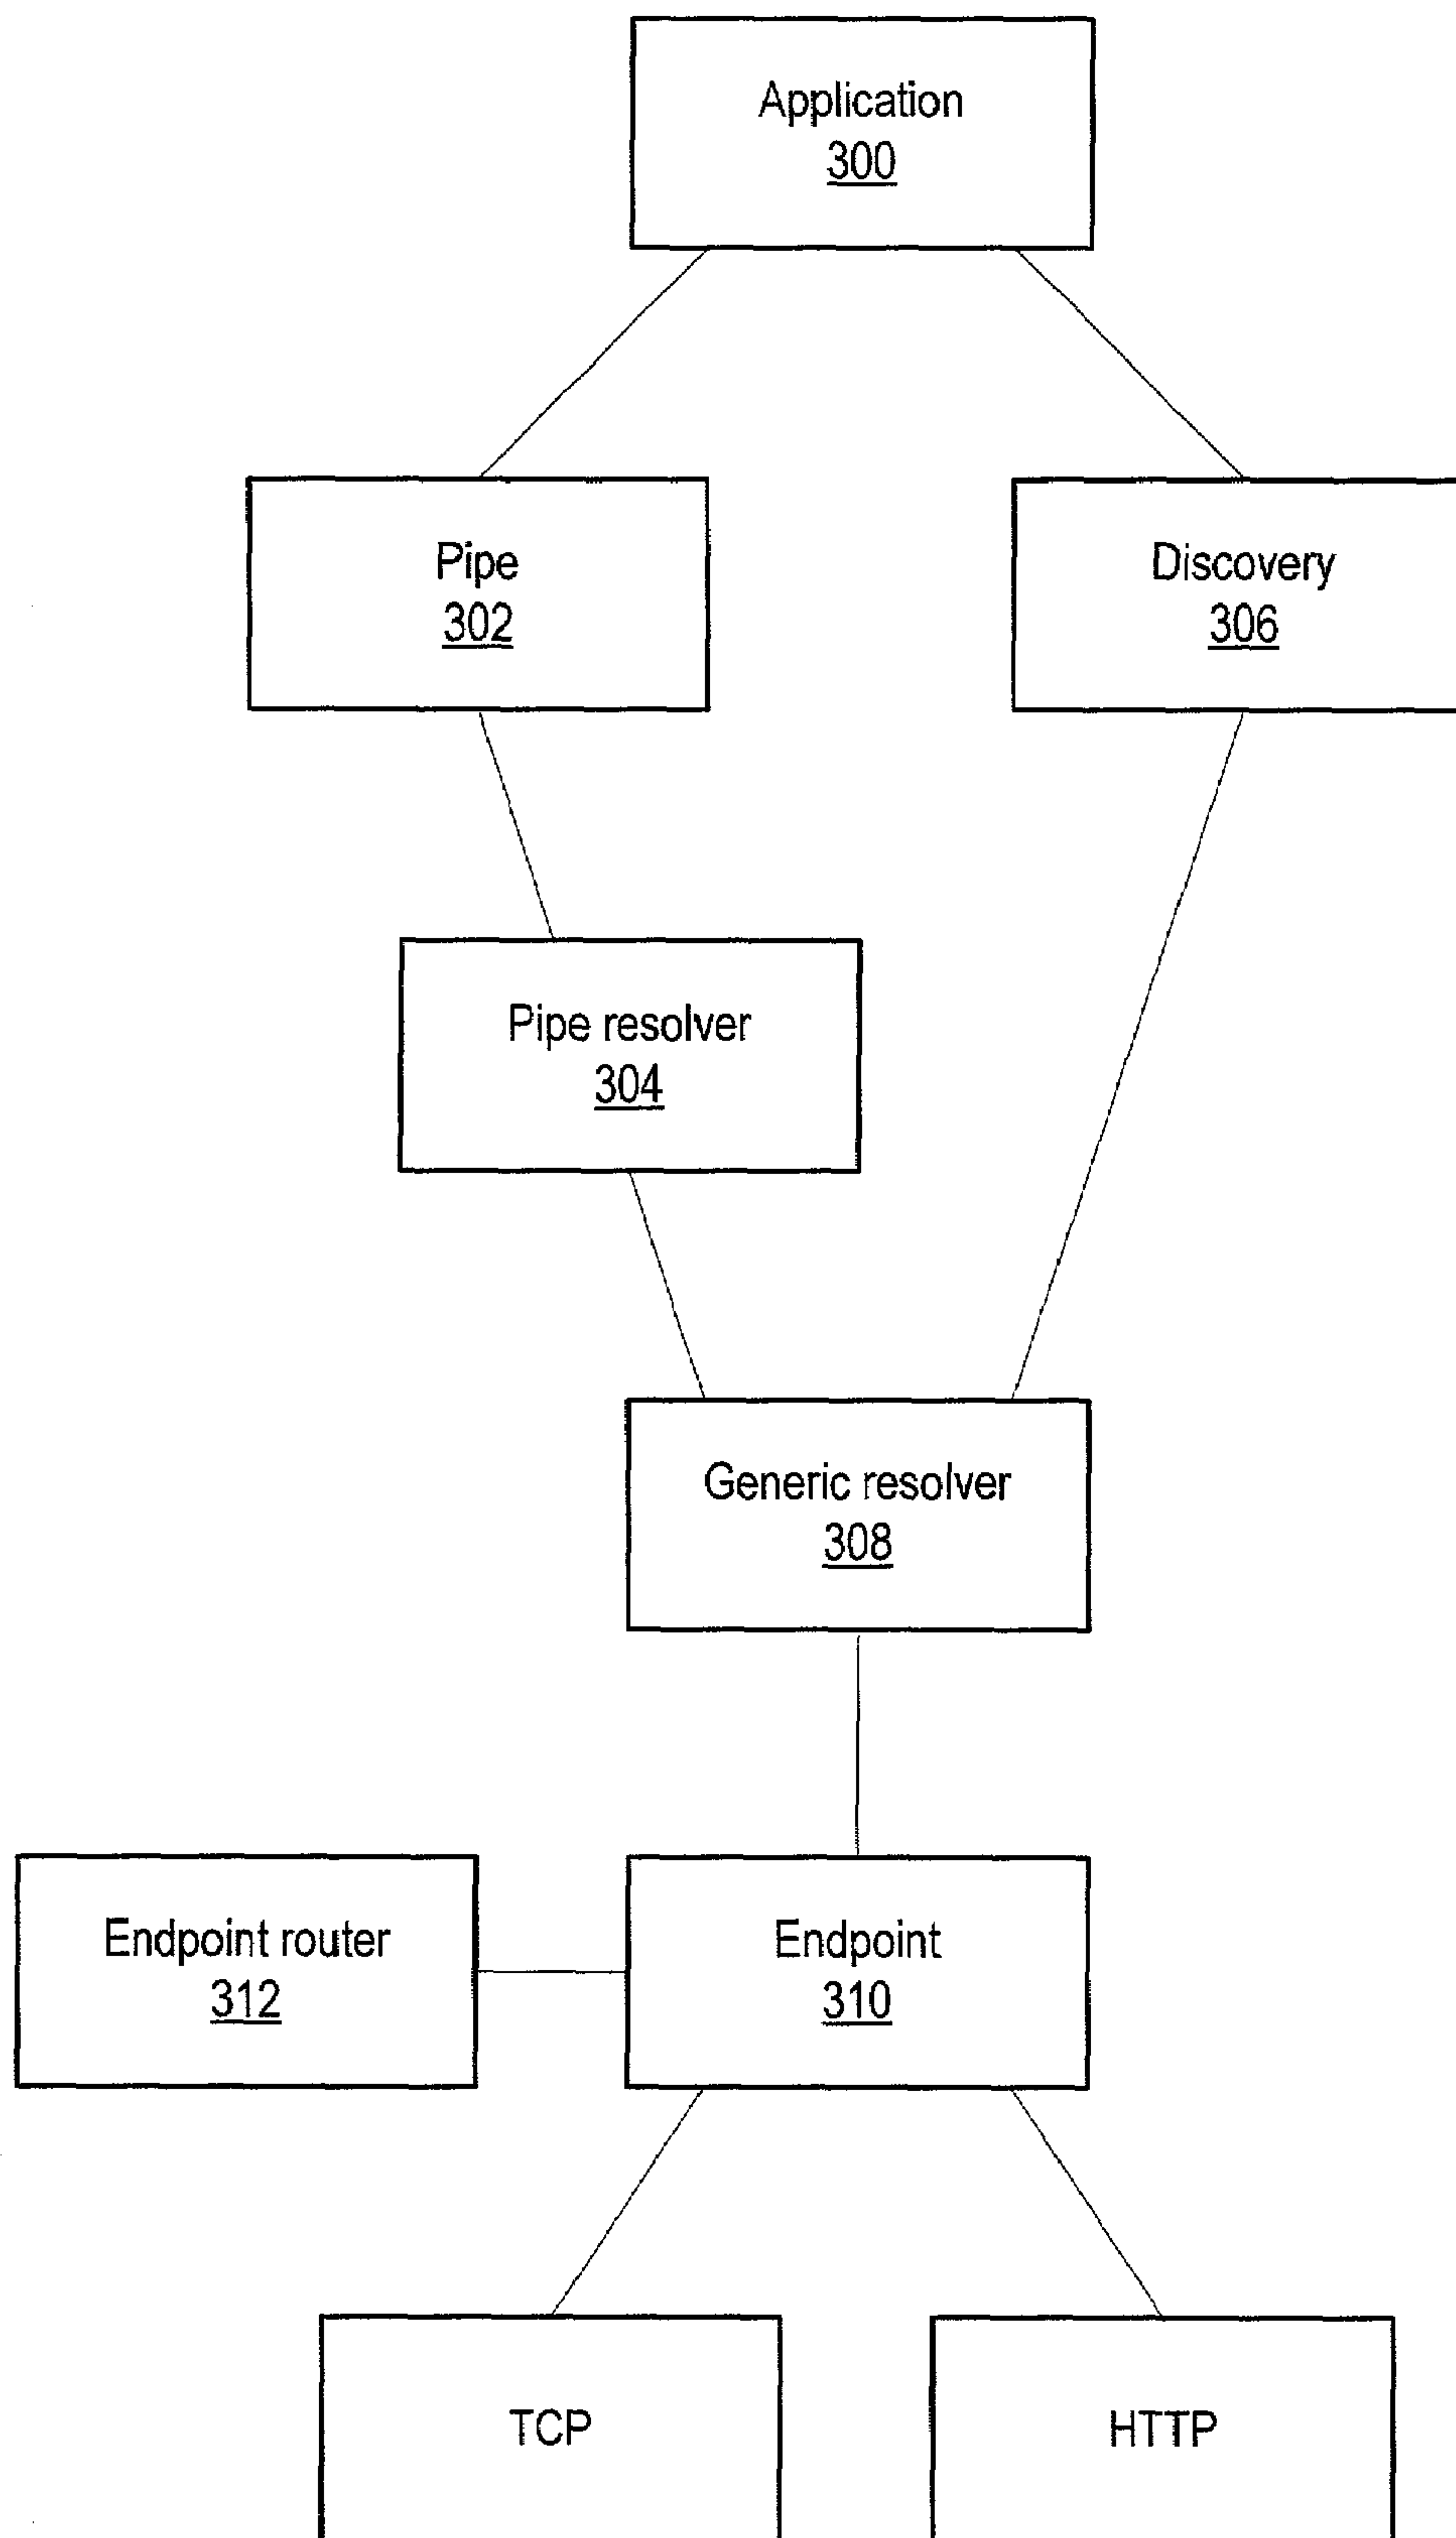 Application
300
Pipe
302
Discovery
306
Pipe resolver
304
Generic resolver
308
Endpoint router
312
Endpoint
310
TCP
HTTP